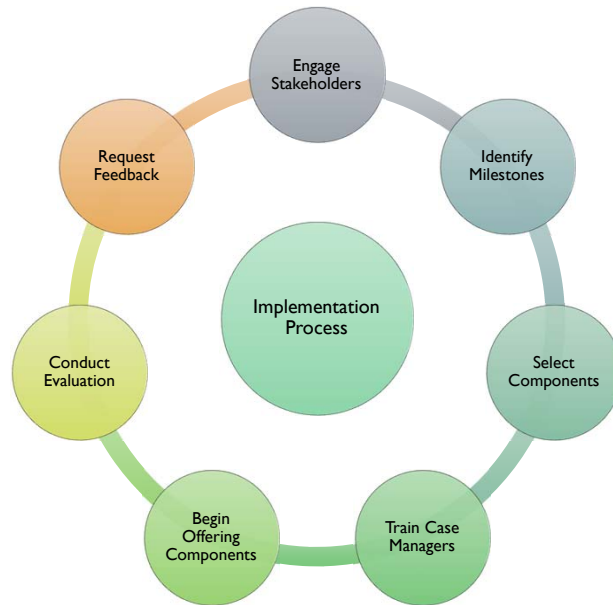 Engage
Stakeholders
Identify
Milestones
Select
Components
Train Case
Managers
Begin
Offering
Components
Conduct
Evaluation
Request
Feedback
Implementation
Process